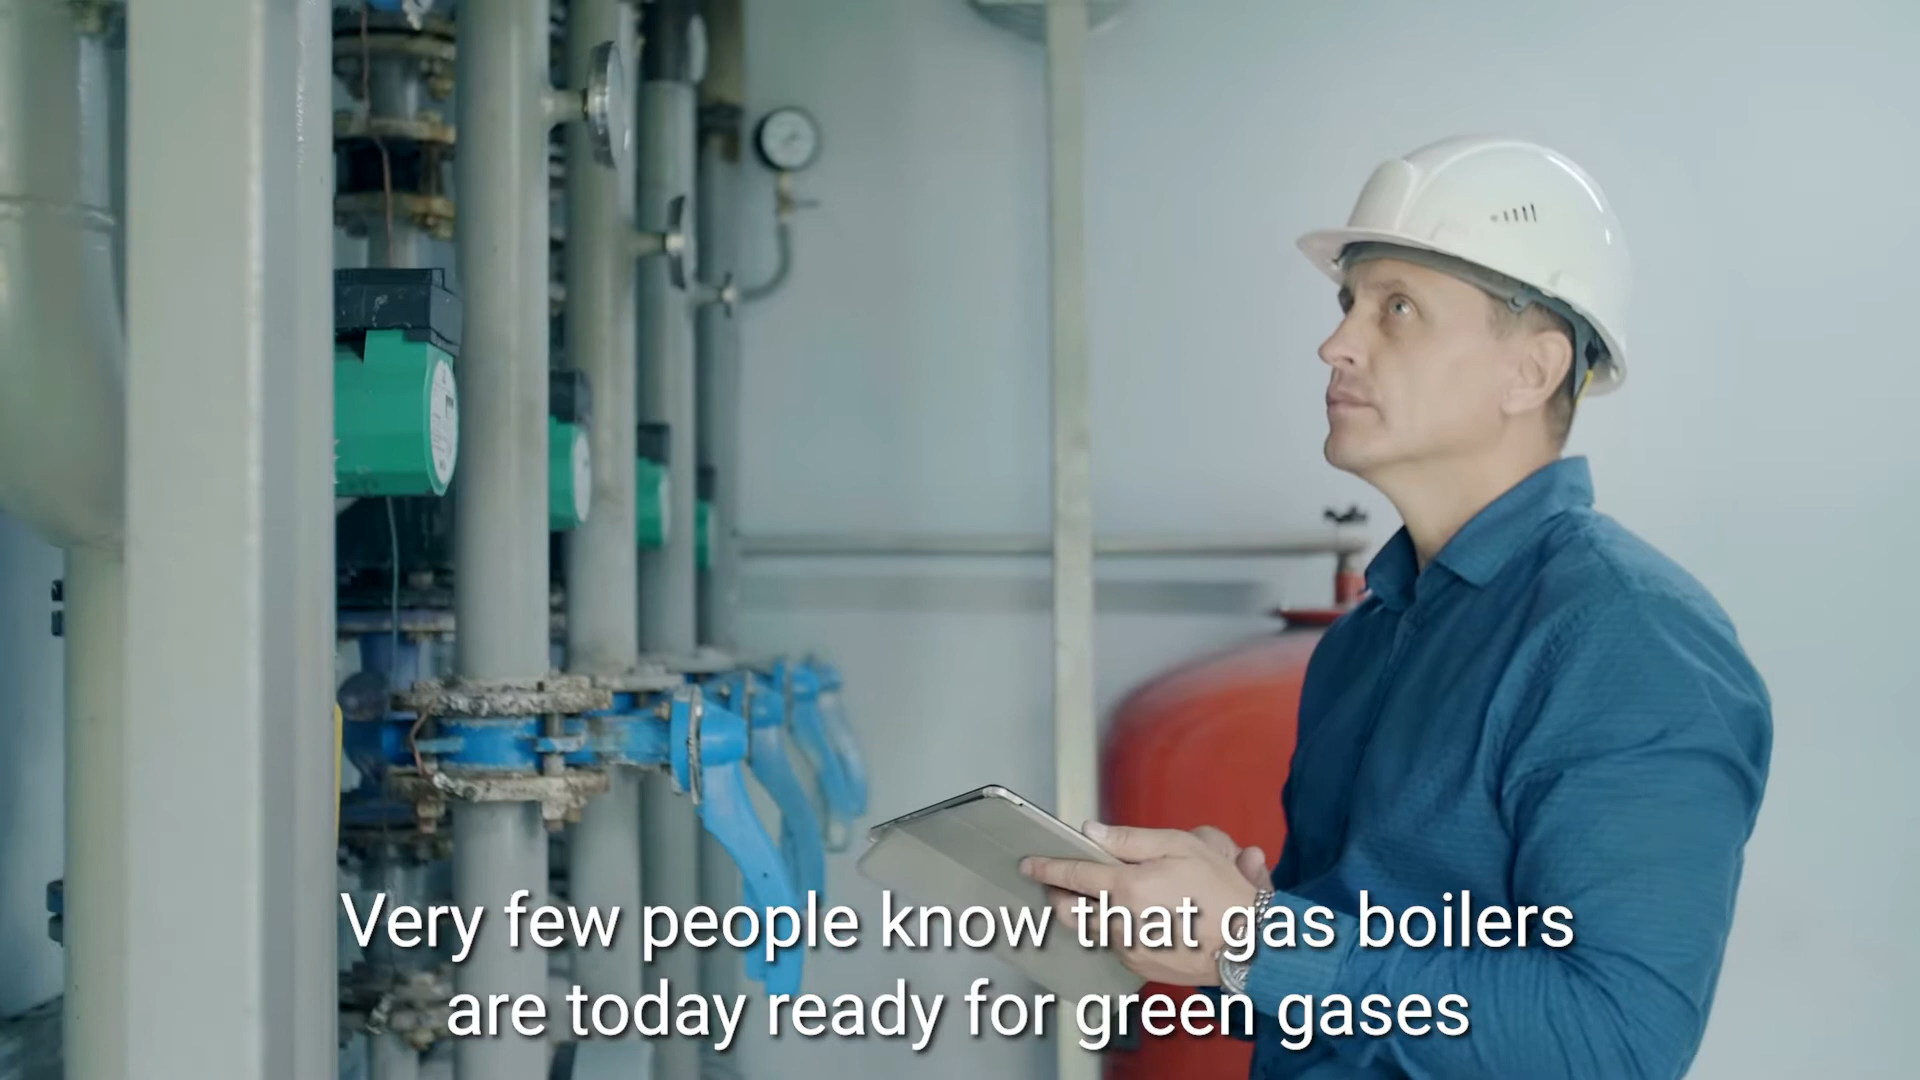 Very few people know that gas boilers
are today ready for green gases